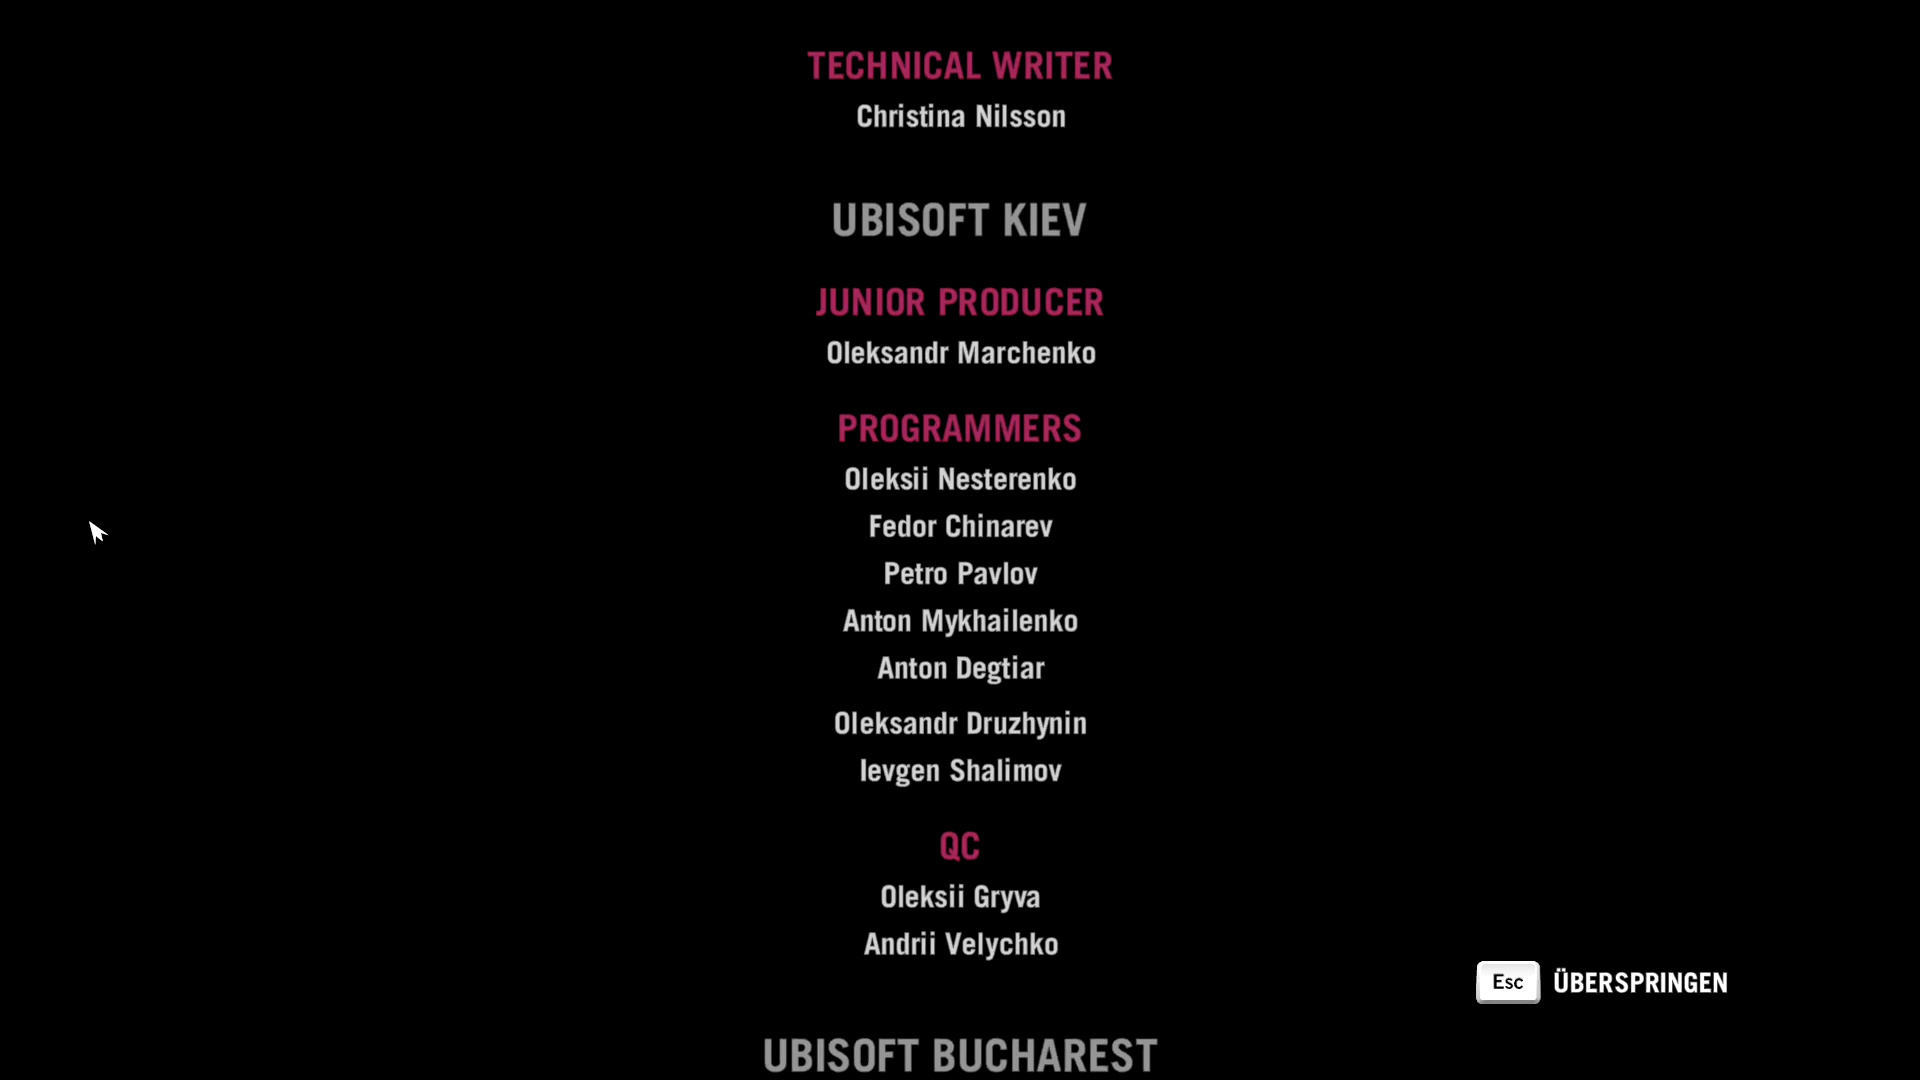 TECHNICAL WRITER
Christina Nilsson
UBISOFT KIEV
JUNIOR PRODUCER
Oleksandr Marchenko
PROGRAMMERS
Oleksii Nesterenko
Fedor Chinarev
Petro Pavlov
Anton Mykhailenko
Anton Degtiar
Oleksandr Druzhynin
Ievgen Shalimov
QC
Oleksii Gryva
Andrii Velychko
Esc ÜBERSPRINGEN
UBISOFT BUCHAREST